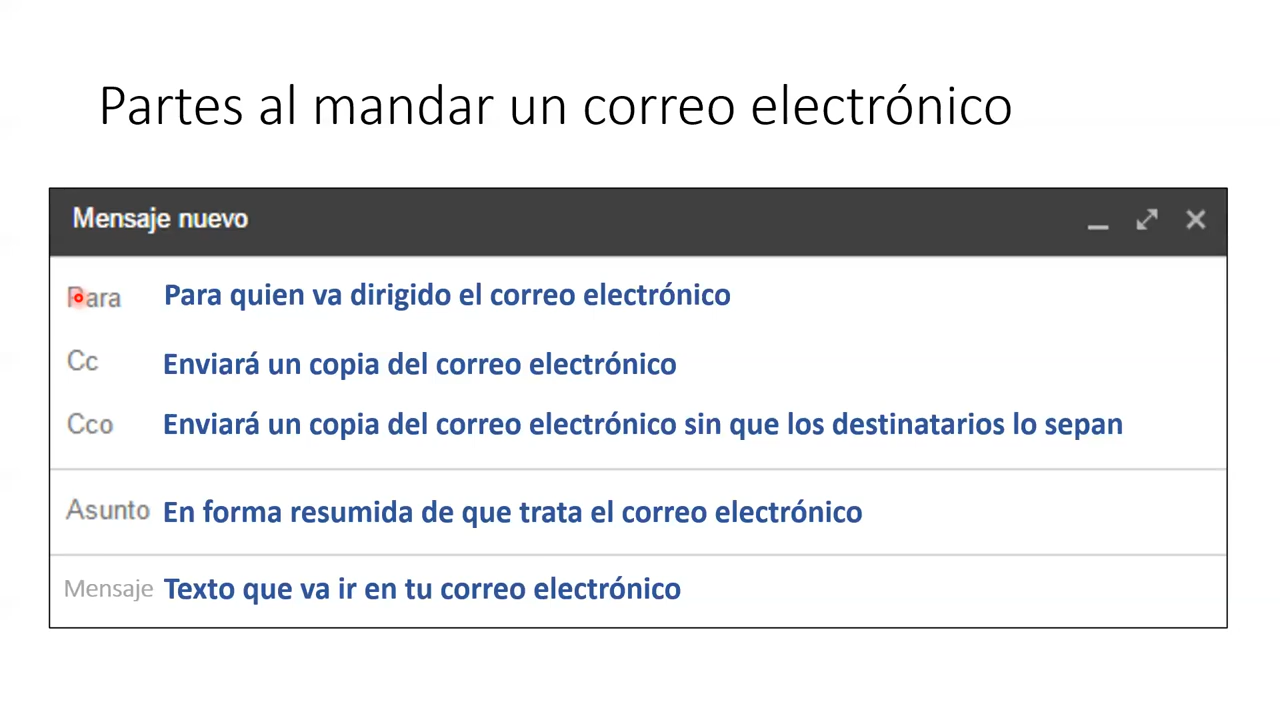 Partes al mandar un correo electrónico
Mensaje nuevo
Para Para quien va dirigido el correo electrónico
Cc Enviará un copia del correo electrónico
Cco Enviará un copia del correo electrónico sin que los destinatarios lo sepan
Asunto En forma resumida de que trata el correo electrónico
Mensaje Texto que va ir en tu correo electrónico